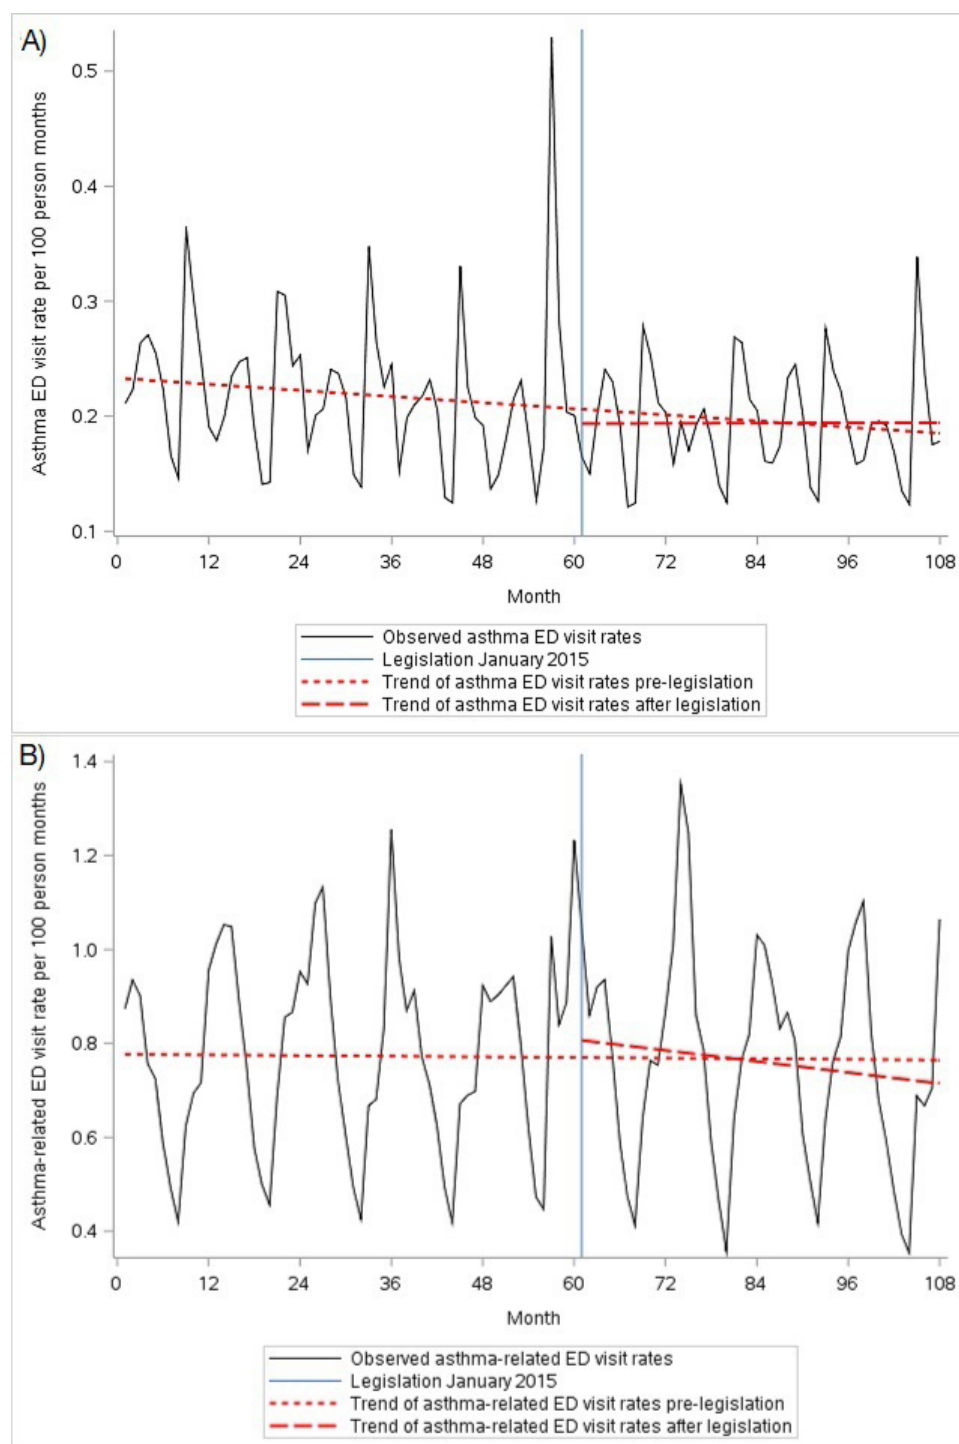 A)
Asthma ED visit rate per 100 person months
0.5
0.4
0.3
0.2
0.1
0 12 24 36 48 60 72 84 96 108
Month
Observed asthma ED visit rates
Legislation January 2015
Trend of asthma ED visit rates pre-legislation
Trend of asthma ED visit rates after legislation
B)
Asthma-related ED visit rate per 100 person months
1.4
1.2
1.0
0.8
0.6
0.4
0 12 24 36 48 60 72 84 96 108
Month
Observed asthma-related ED visit rates
Legislation January 2015
Trend of asthma-related ED visit rates pre-legislation
Trend of asthma-related ED visit rates after legislation